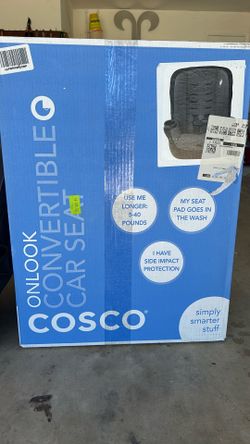 ONLOOK
CONVERTIBLE
CAR SEAT
USE ME
LONGER:
5-40
POUNDS
MY SEAT
PAD GOES IN
THE WASH
I HAVE
SIDE IMPACT
PROTECTION
COSCO
simply
smarter
stuff